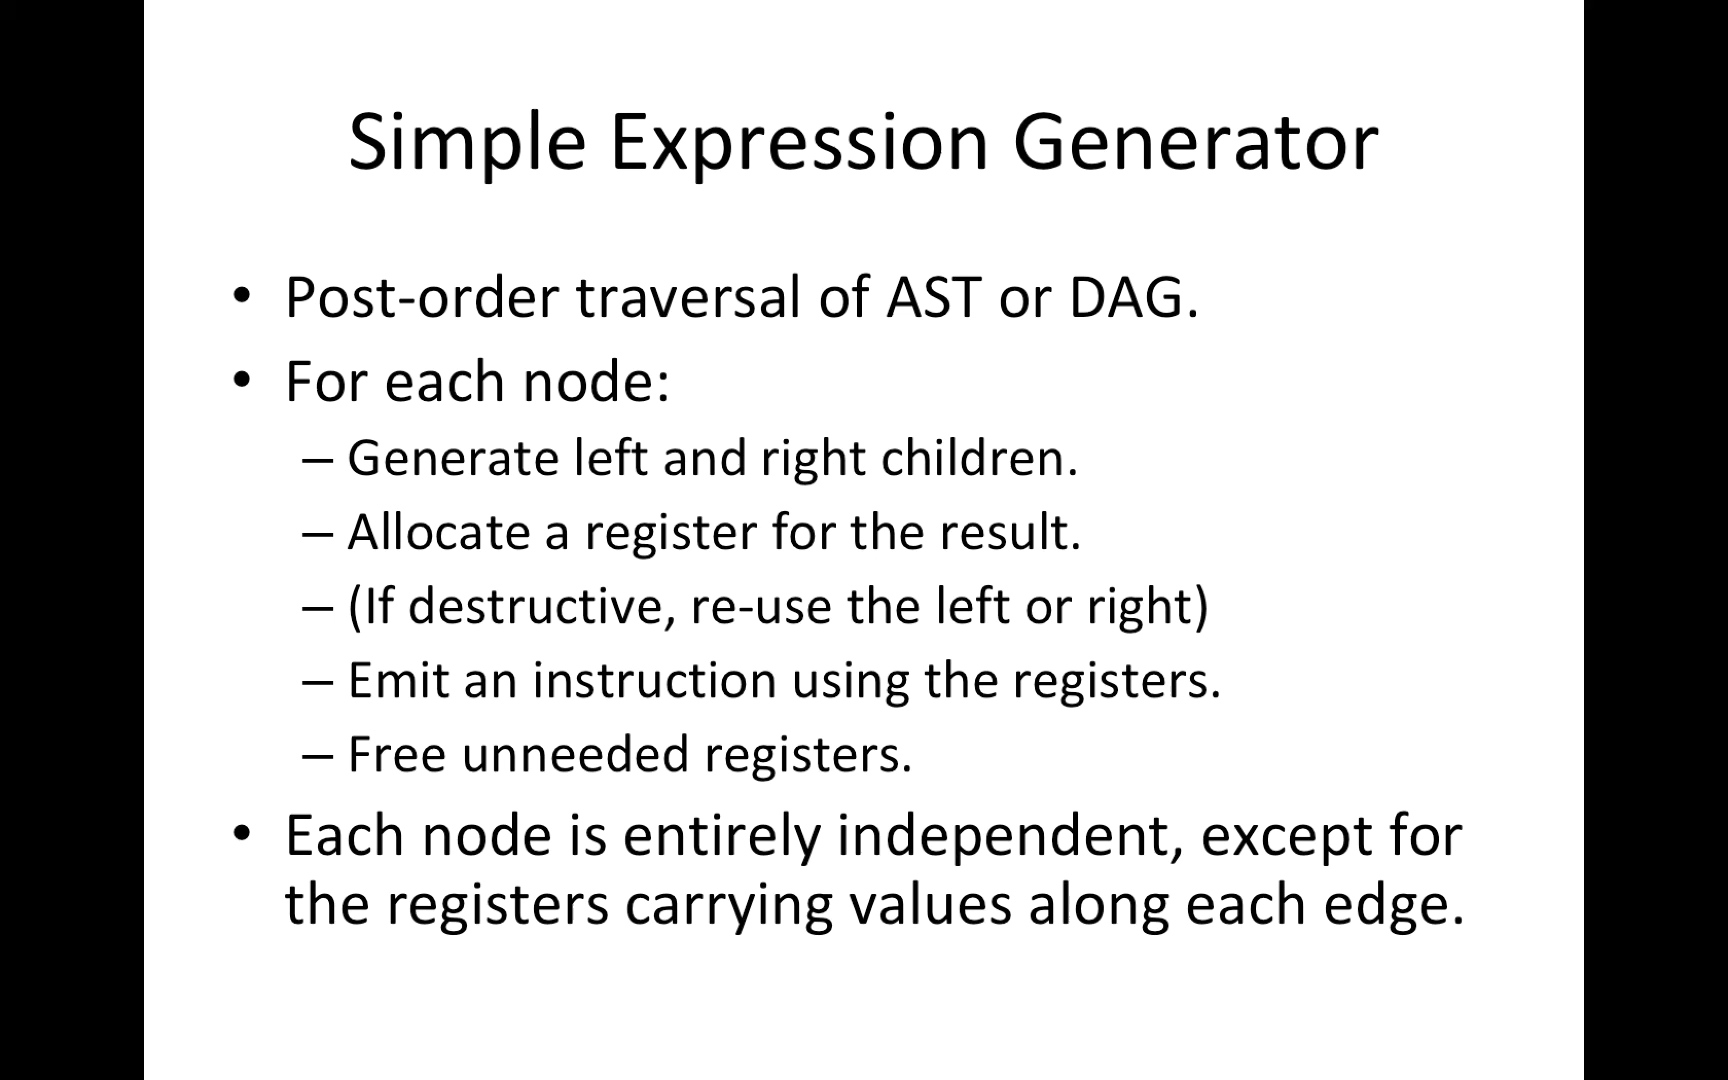 Simple Expression Generator
• Post-order traversal of AST or DAG.
• For each node:
– Generate left and right children.
– Allocate a register for the result.
– (If destructive, re-use the left or right)
– Emit an instruction using the registers.
– Free unneeded registers.
• Each node is entirely independent, except for
the registers carrying values along each edge.